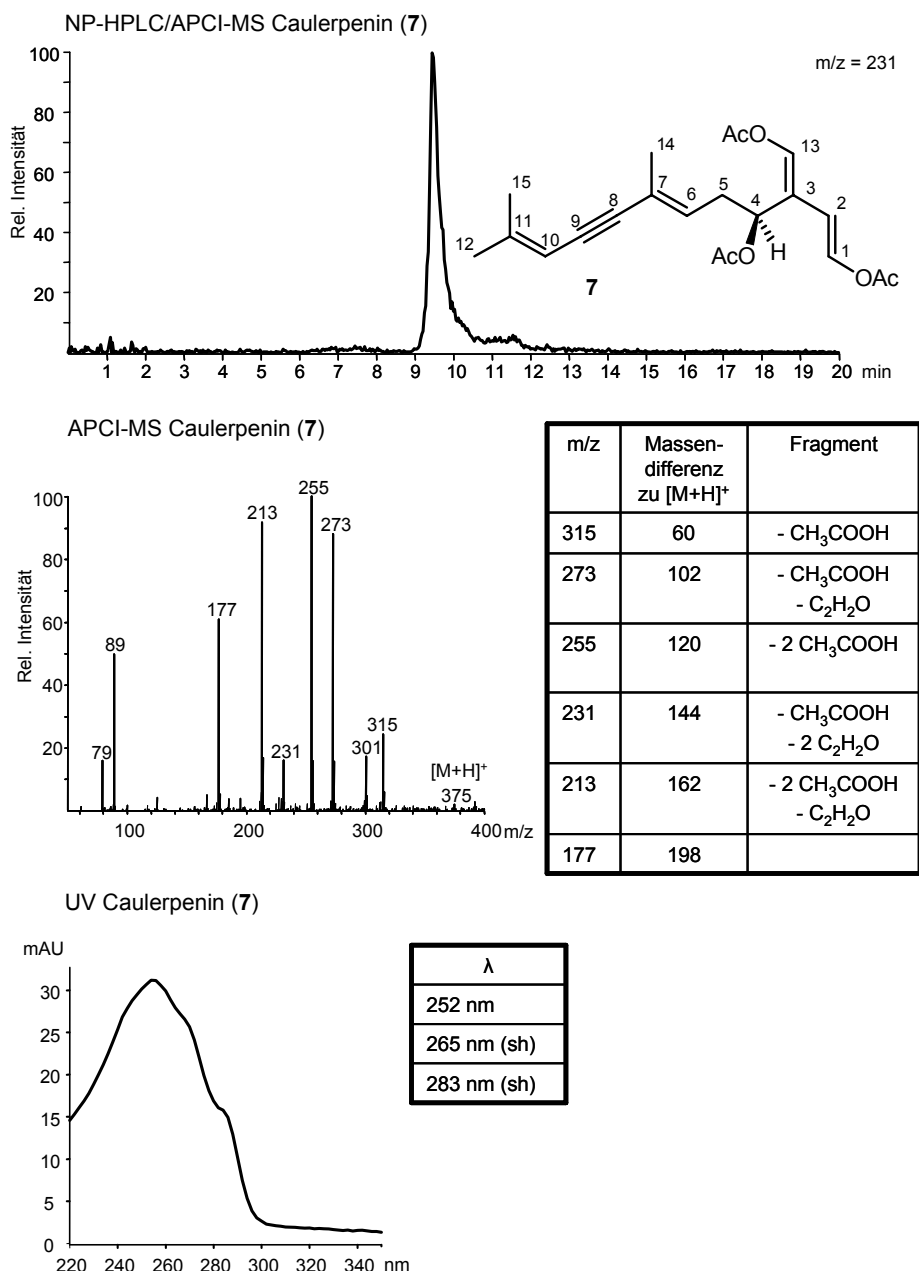 NP-HPLC/APCI-MS Caulerpenin (7)
m/z = 231
Rel. Intensität
100
80
60
40
20
1 2 3 4 5 6 7 8 9 10 11 12 13 14 15 16 17 18 19 20 min
AcO
13
14
15
7
5
4
3
2
8
6
9
11
10
12
AcO
H
1
OAc
7
APCI-MS Caulerpenin (7)
Rel. Intensität
100
80
60
40
20
255
213
273
177
89
315
79
231
301
[M+H]+
375
100 200 300 400 m/z
m/z Massen- Fragment
differenz
zu [M+H]+
315 60 - CH3COOH
273 102 - CH3COOH
- C2H2O
255 120 - 2 CH3COOH
231 144 - CH3COOH
- 2 C2H2O
213 162 - 2 CH3COOH
- C2H2O
177 198
UV Caulerpenin (7)
mAU
30
25
20
15
10
5
0
220 240 260 280 300 320 340 nm
λ
252 nm
265 nm (sh)
283 nm (sh)